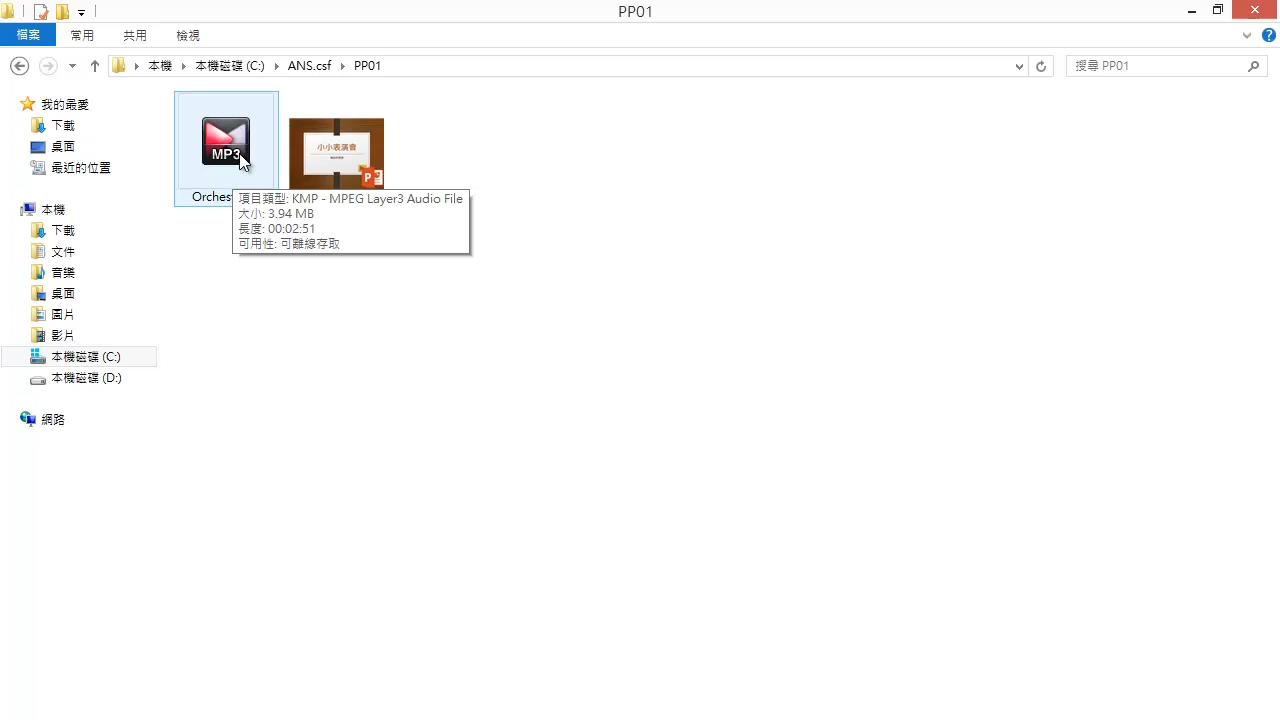 PP01
檔案
常用
共用
檢視
本機
本機磁碟 (C:)
ANS.csf
PP01
搜尋 PP01
我的最愛
下載
桌面
最近的位置
本機
下載
文件
音樂
桌面
圖片
影片
本機磁碟 (C:)
本機磁碟 (D:)
網路
MP3
小小表演會
P
項目類型: KMP - MPEG Layer3 Audio File
大小: 3.94 MB
長度: 00:02:51
可用性: 可離線存取